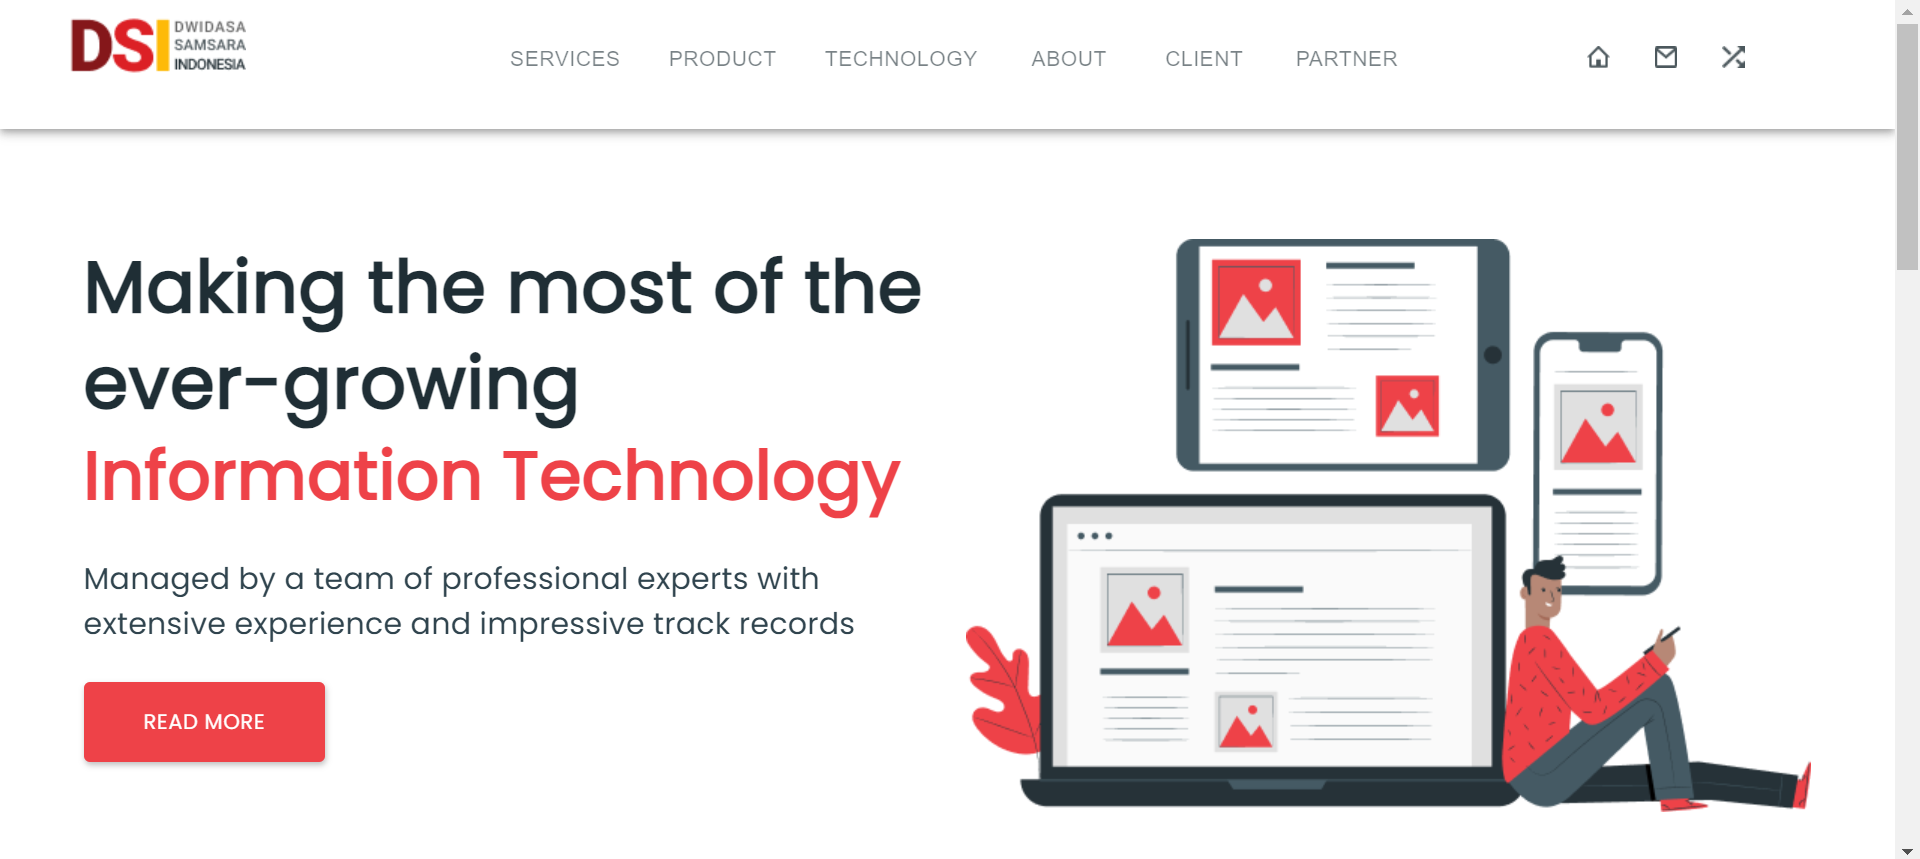 DSI DWIDASA
SAMSARA
INDONESIA
SERVICES PRODUCT TECHNOLOGY ABOUT CLIENT PARTNER
Making the most of the
ever-growing
Information Technology
Managed by a team of professional experts with
extensive experience and impressive track records
READ MORE